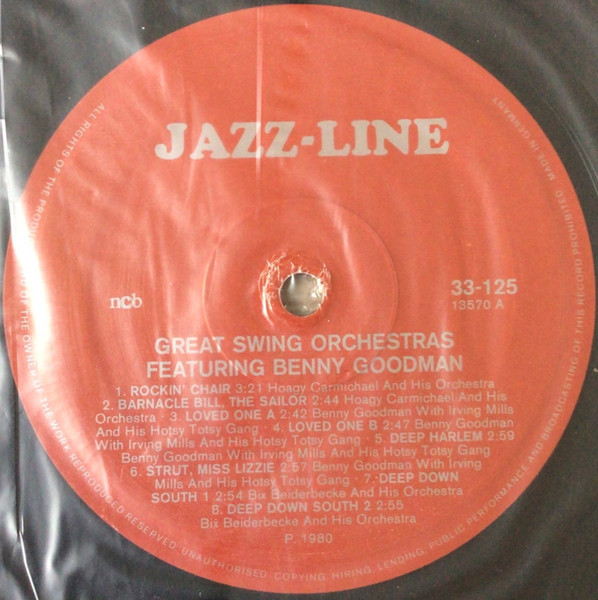 JAZZ-LINE
ncb
33-125
13570 A
GREAT SWING ORCHESTRAS
FEATURING BENNY GOODMAN
1. ROCKIN' CHAIR 3:21 Hoagy Carmichael And His Orchestra
2. BARNACLE BILL, THE SAILOR 2:44 Hoagy Carmichael And His
Orchestra · 3. LOVED ONE A 2:42 Benny Goodman With Irving Mills
And His Hotsy Totsy Gang · 4. LOVED ONE B 2:47 Benny Goodman
With Irving Mills And His Hotsy Totsy Gang · 5. DEEP HARLEM 2:59
Benny Goodman With Irving Mills And His Hotsy Totsy Gang
6. STRUT, MISS LIZZIE 2:57 Benny Goodman With Irving
Mills And His Hotsy Totsy Gang · 7. DEEP DOWN
SOUTH 1 2:54 Bix Beiderbecke And His Orchestra
8. DEEP DOWN SOUTH 2 2:55
Bix Beiderbecke And His Orchestra
P. 1980
ALL RIGHTS OF THE AND OF THE OWNER OF THE WORK REPRODUCED RESERVED. UNAUTHORISED COPYING, HIRING, LENDING, PUBLIC PERFORMANCE AND BROADCASTING OF THIS RECORD PROHIBITED. MADE IN GERMANY